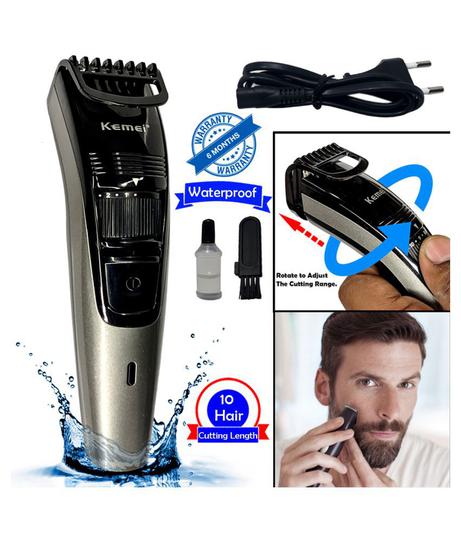 Kemei
WARRANTY
6 MONTHS
WARRANTY
Waterproof
Kemei
Rotate to Adjust
The Cutting Range.
10
Hair
Cutting Length